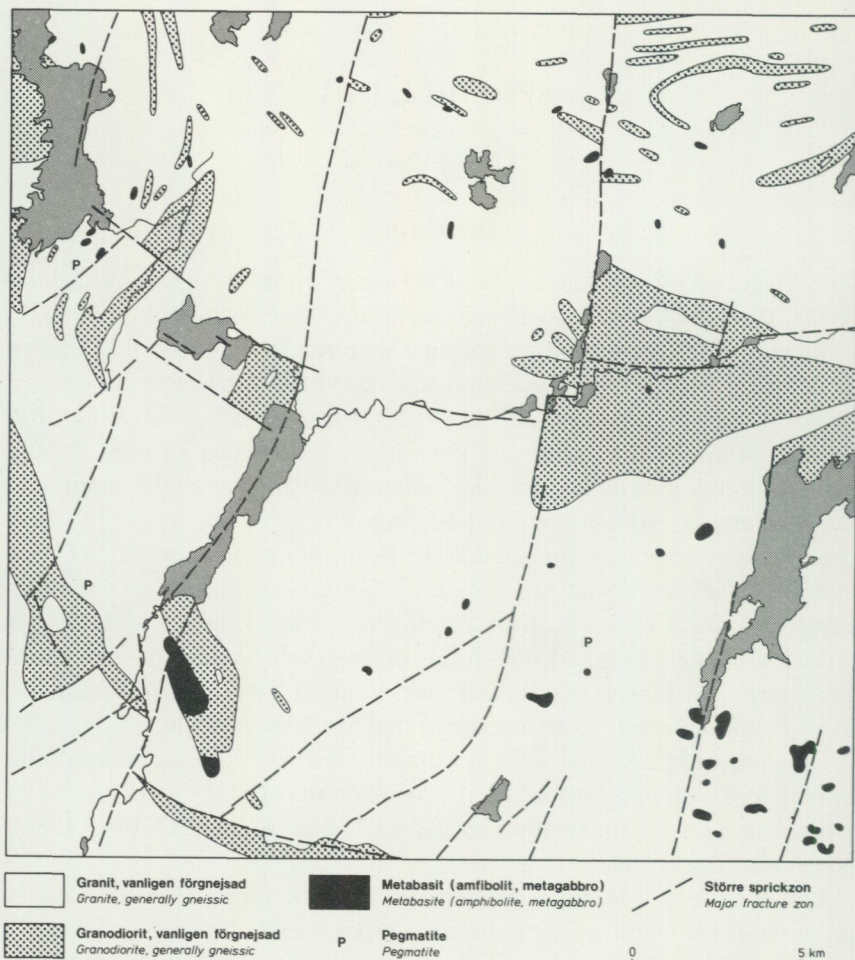 P
P
P
Granit, vanligen förgnejsad
Granite, generally gneissic
Granodiorit, vanligen förgnejsad
Granodiorite, generally gneissic
Metabasit (amfibolit, metagabbro)
Metabasite (amphibolite, metagabbro)
P Pegmatite
Pegmatite
Större sprickzon
Major fracture zon
0 5 km